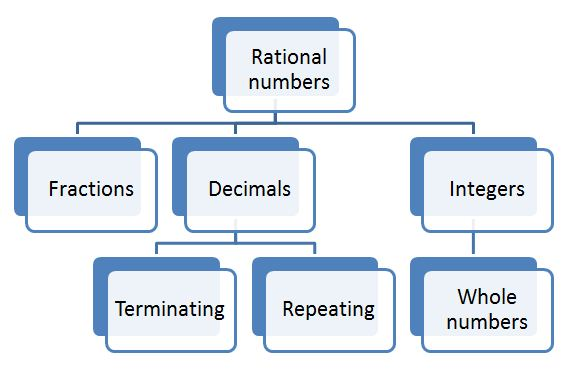 Rational
numbers
Fractions
Decimals
Integers
Terminating
Repeating
Whole
numbers